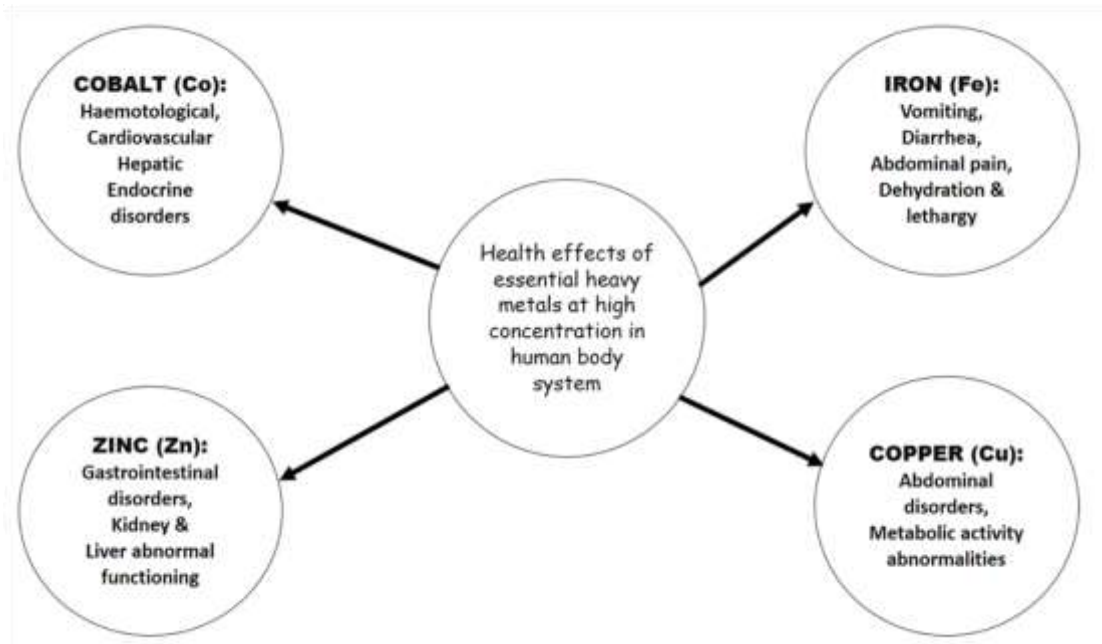 COBALT (Co):
Haemotological,
Cardiovascular
Hepatic
Endocrine
disorders
IRON (Fe):
Vomiting,
Diarrhea,
Abdominal pain,
Dehydration &
lethargy
Health effects of
essential heavy
metals at high
concentration in
human body
system
ZINC (Zn):
Gastrointestinal
disorders,
Kidney &
Liver abnormal
functioning
COPPER (Cu):
Abdominal
disorders,
Metabolic activity
abnormalities